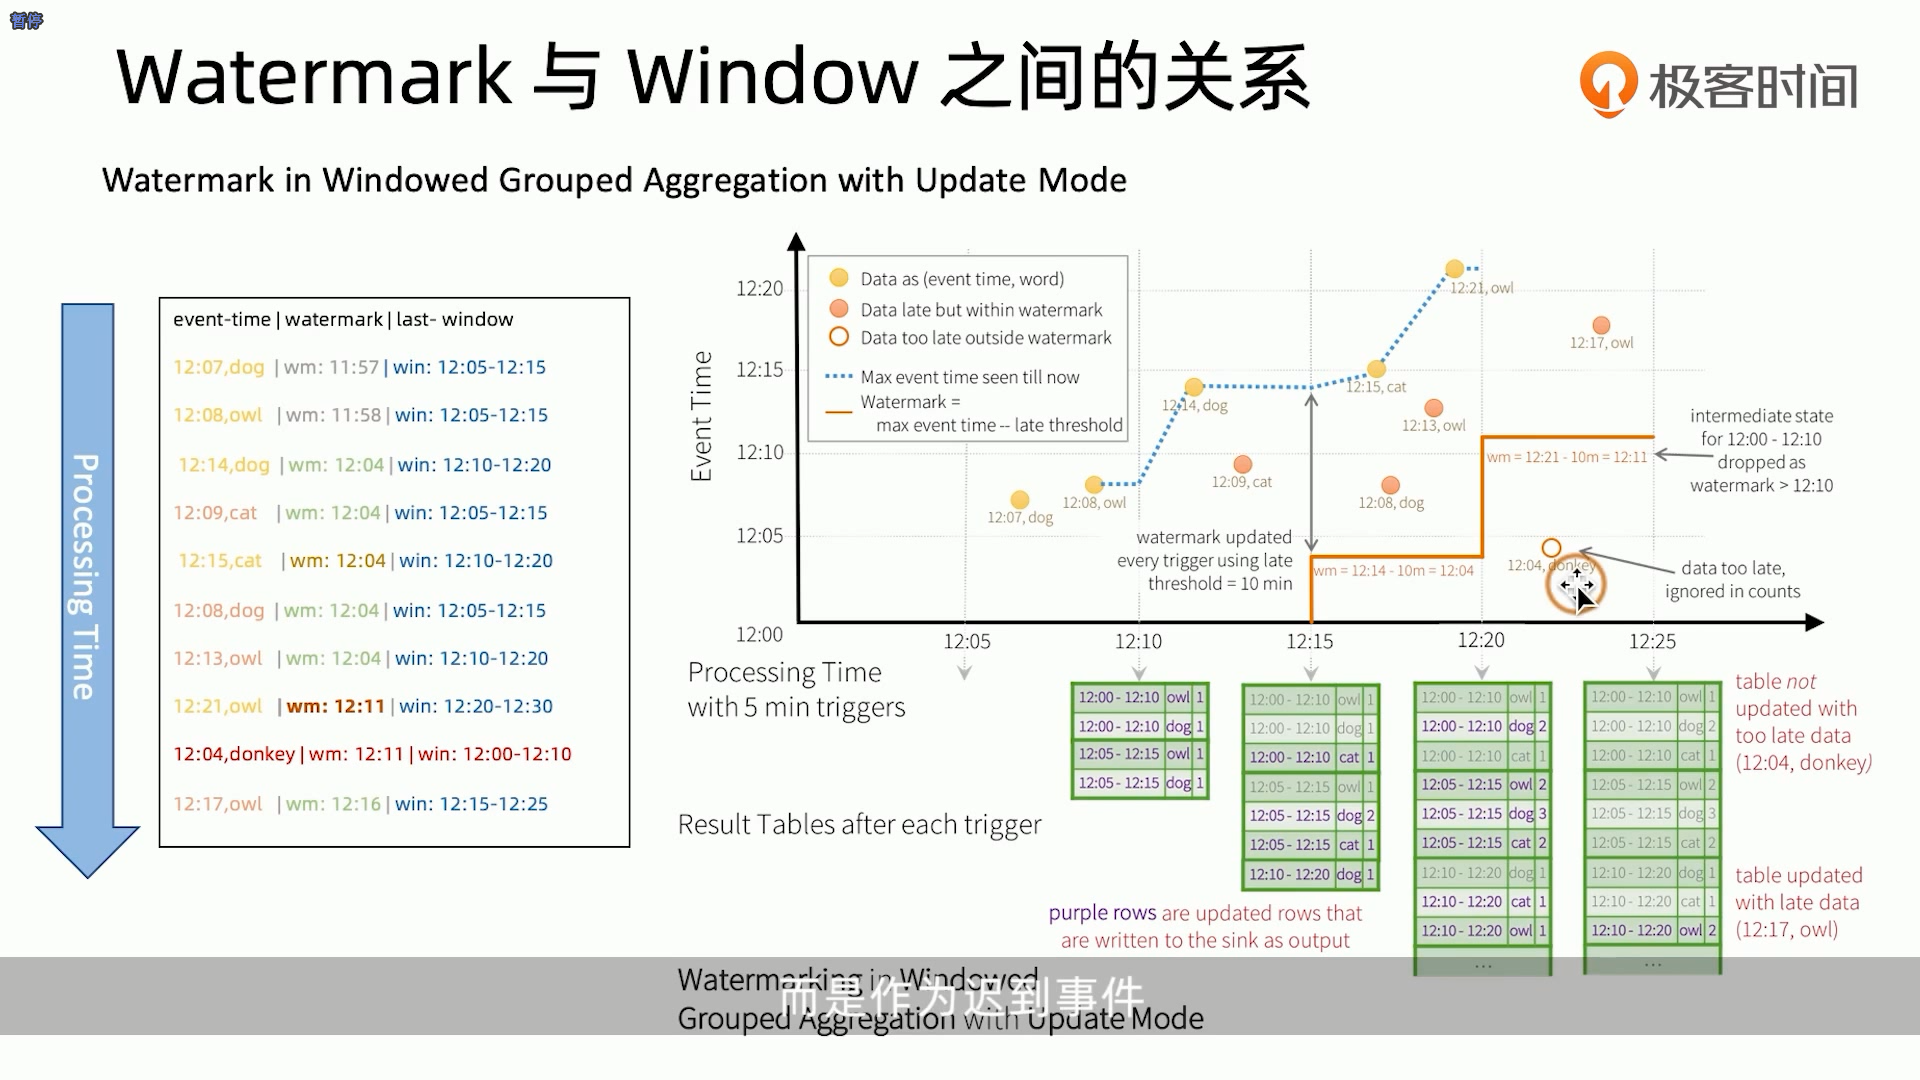 暂停
Watermark 与 Window 之间的关系
极客时间
Watermark in Windowed Grouped Aggregation with Update Mode
Processing Time
event-time | watermark | last- window
12:07,dog | wm: 11:57 | win: 12:05-12:15
12:08,owl | wm: 11:58 | win: 12:05-12:15
12:14,dog | wm: 12:04 | win: 12:10-12:20
12:09,cat | wm: 12:04 | win: 12:05-12:15
12:15,cat | wm: 12:04 | win: 12:10-12:20
12:08,dog | wm: 12:04 | win: 12:05-12:15
12:13,owl | wm: 12:04 | win: 12:10-12:20
12:21,owl | wm: 12:11 | win: 12:20-12:30
12:04,donkey | wm: 12:11 | win: 12:00-12:10
12:17,owl | wm: 12:16 | win: 12:15-12:25
Event Time
12:20
12:15
12:10
12:05
12:00
Data as (event time, word)
Data late but within watermark
Data too late outside watermark
Max event time seen till now
Watermark =
max event time -- late threshold
12:07, dog
12:08, owl
12:14, dog
12:09, cat
12:15, cat
12:08, dog
12:13, owl
12:21, owl
12:17, owl
12:04, donkey
watermark updated
every trigger using late
threshold = 10 min
wm = 12:14 - 10m = 12:04
wm = 12:21 - 10m = 12:11
intermediate state
for 12:00 - 12:10
dropped as
watermark > 12:10
data too late,
ignored in counts
12:05
12:10
12:15
12:20
12:25
Processing Time
with 5 min triggers
Result Tables after each trigger
12:00 - 12:10 owl 1
12:00 - 12:10 dog 1
12:05 - 12:15 owl 1
12:05 - 12:15 dog 1
12:00 - 12:10 owl 1
12:00 - 12:10 dog 1
12:00 - 12:10 cat 1
12:05 - 12:15 owl 1
12:05 - 12:15 dog 2
12:05 - 12:15 cat 1
12:10 - 12:20 dog 1
12:00 - 12:10 owl 1
12:00 - 12:10 dog 2
12:00 - 12:10 cat 1
12:05 - 12:15 owl 2
12:05 - 12:15 dog 3
12:05 - 12:15 cat 2
12:10 - 12:20 dog 1
12:10 - 12:20 cat 1
12:10 - 12:20 owl 1
...
12:00 - 12:10 owl 1
12:00 - 12:10 dog 2
12:00 - 12:10 cat 1
12:05 - 12:15 owl 2
12:05 - 12:15 dog 3
12:05 - 12:15 cat 2
12:10 - 12:20 dog 1
12:10 - 12:20 cat 1
12:10 - 12:20 owl 2
...
table not
updated with
too late data
(12:04, donkey)
table updated
with late data
(12:17, owl)
purple rows are updated rows that
are written to the sink as output
Watermarking in Windowed
Grouped Aggregation with Update Mode
而是作为迟到事件